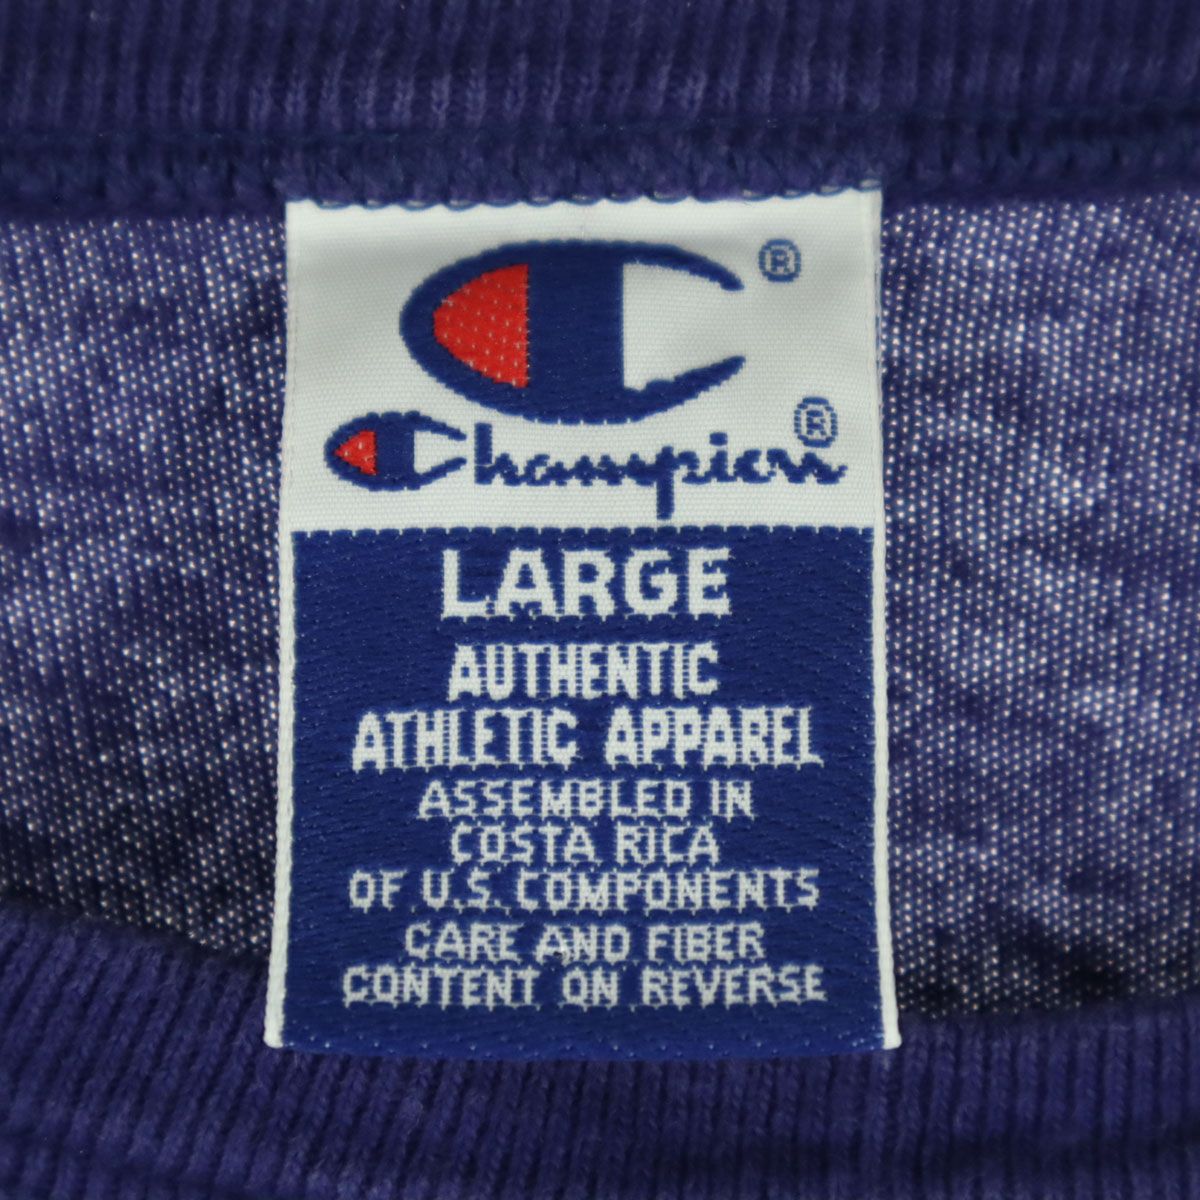 ®
Champion®
LARGE
AUTHENTIC
ATHLETIC APPAREL
ASSEMBLED IN
COSTA RICA
OF U.S. COMPONENTS
CARE AND FIBER
CONTENT ON REVERSE